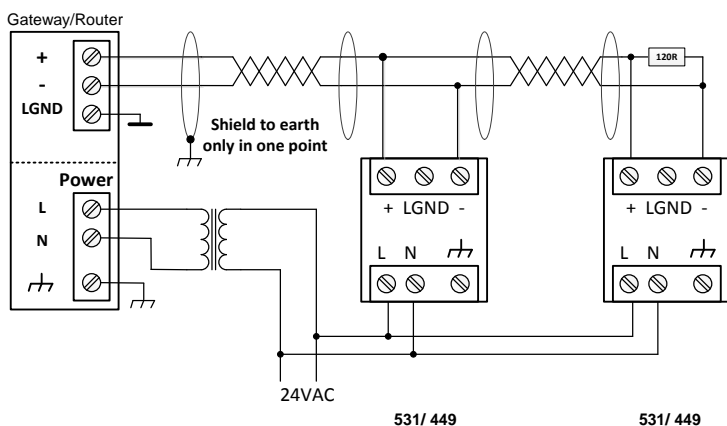 Gateway/Router
+
-
LGND
120R
Shield to earth
only in one point
Power
L
N
+ LGND -
L N
+ LGND -
L N
24VAC
531/ 449
531/ 449